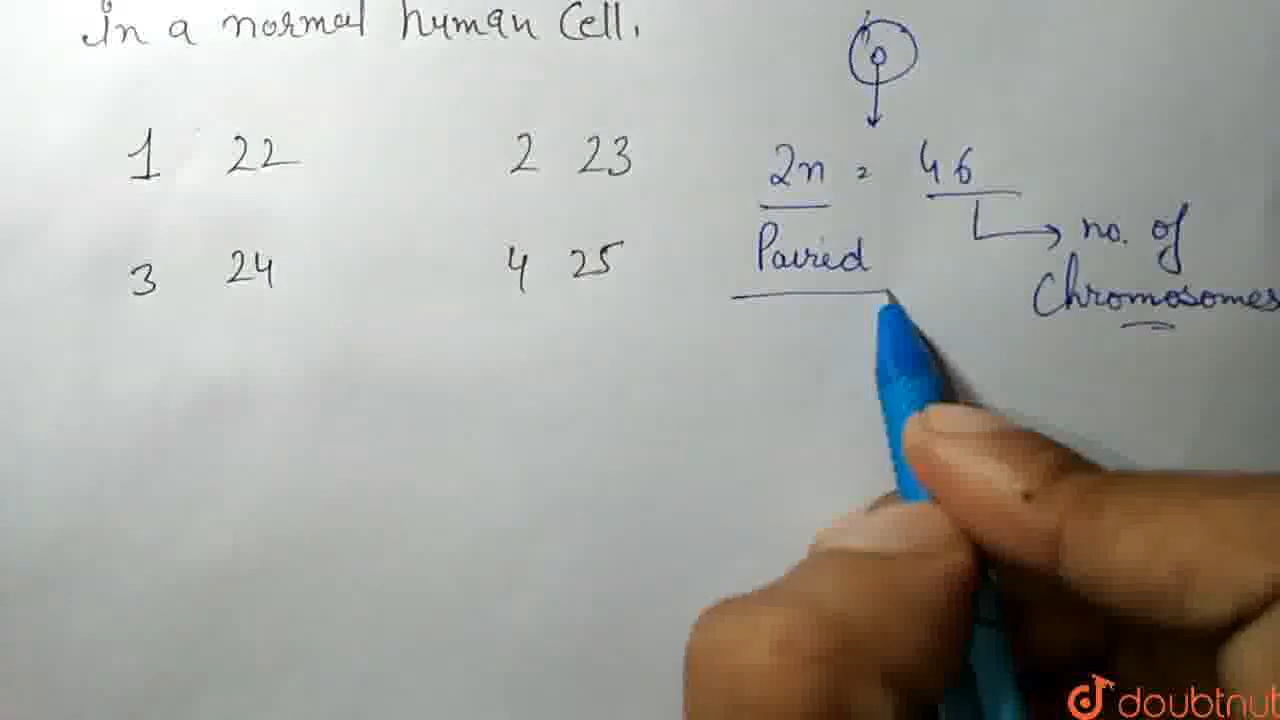 In a normal human Cell.
1 22
2 23
3 24
4 25
2n = 46
Paired
no. of
Chromosomes
doubtnut